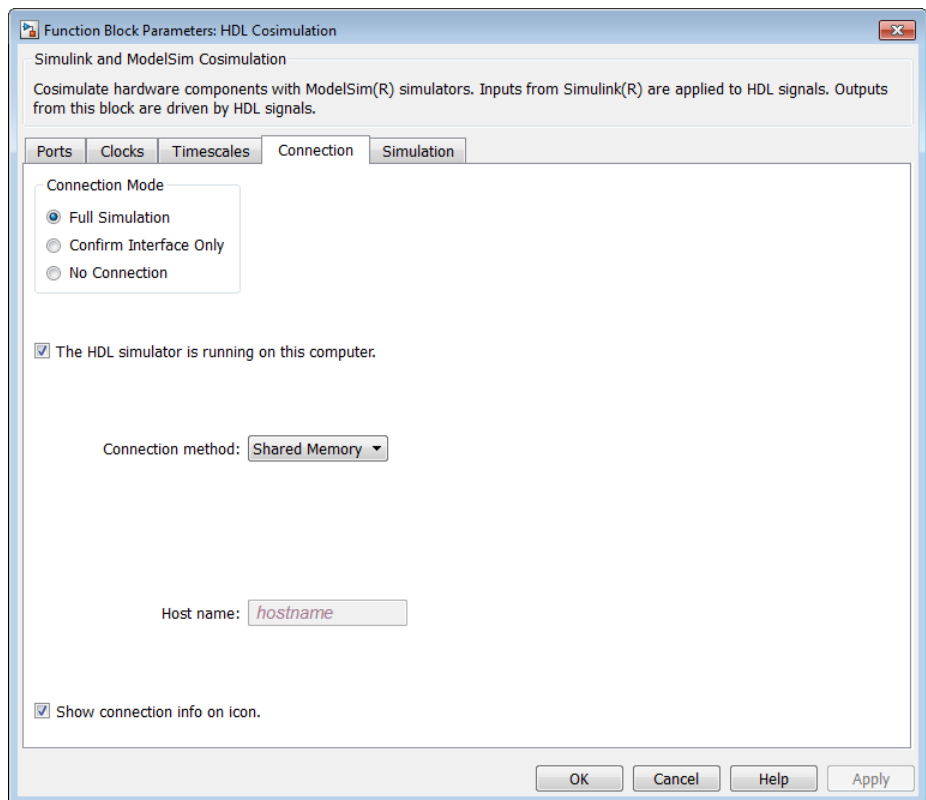 Function Block Parameters: HDL Cosimulation
Simulink and ModelSim Cosimulation
Cosimulate hardware components with ModelSim(R) simulators. Inputs from Simulink(R) are applied to HDL signals. Outputs
from this block are driven by HDL signals.
Ports Clocks Timescales Connection Simulation
Connection Mode
Full Simulation
Confirm Interface Only
No Connection
The HDL simulator is running on this computer.
Connection method: Shared Memory
Host name: hostname
Show connection info on icon.
OK Cancel Help Apply